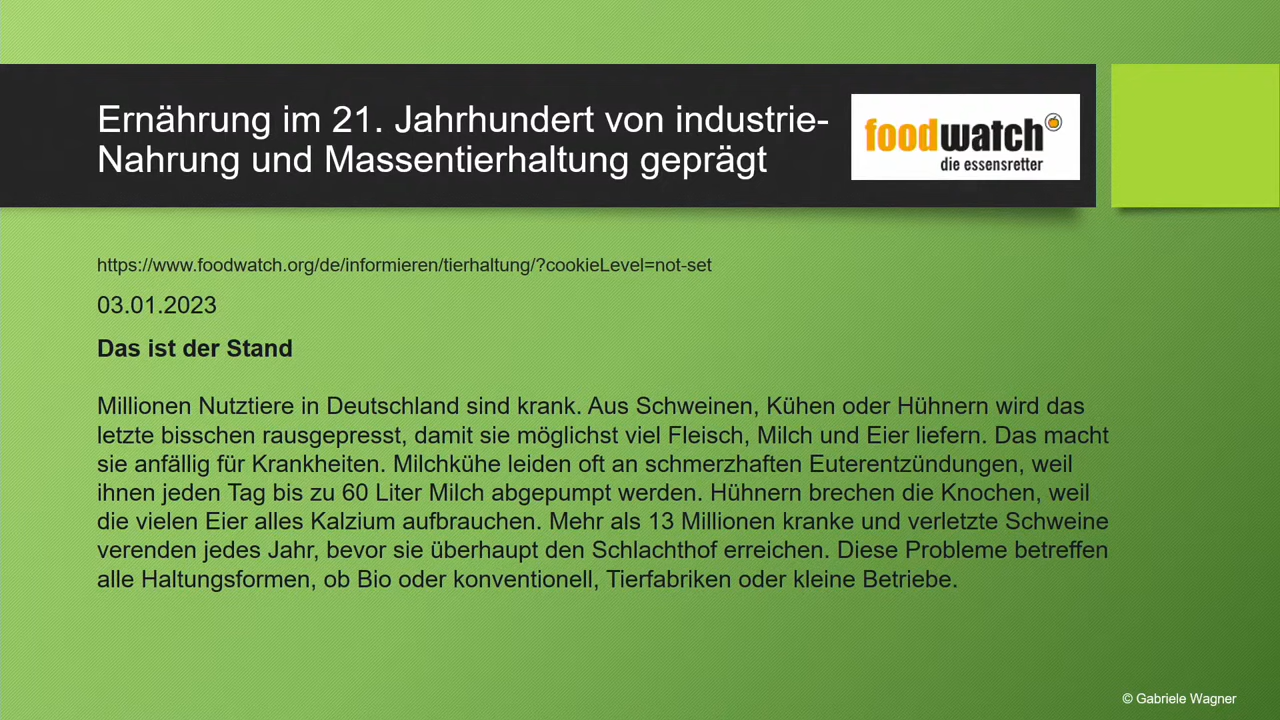 Ernährung im 21. Jahrhundert von industrie-
Nahrung und Massentierhaltung geprägt
foodwatch
die essensretter
https://www.foodwatch.org/de/informieren/tierhaltung/?cookieLevel=not-set
03.01.2023
Das ist der Stand
Millionen Nutztiere in Deutschland sind krank. Aus Schweinen, Kühen oder Hühnern wird das
letzte bisschen rausgepresst, damit sie möglichst viel Fleisch, Milch und Eier liefern. Das macht
sie anfällig für Krankheiten. Milchkühe leiden oft an schmerzhaften Euterentzündungen, weil
ihnen jeden Tag bis zu 60 Liter Milch abgepumpt werden. Hühnern brechen die Knochen, weil
die vielen Eier alles Kalzium aufbrauchen. Mehr als 13 Millionen kranke und verletzte Schweine
verenden jedes Jahr, bevor sie überhaupt den Schlachthof erreichen. Diese Probleme betreffen
alle Haltungsformen, ob Bio oder konventionell, Tierfabriken oder kleine Betriebe.
© Gabriele Wagner